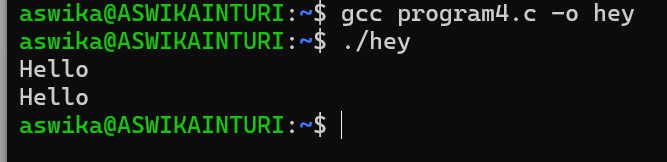 aswika@ASWIKAINTURI:~$ gcc program4.c -o hey
aswika@ASWIKAINTURI:~$ ./hey
Hello
Hello
aswika@ASWIKAINTURI:~$